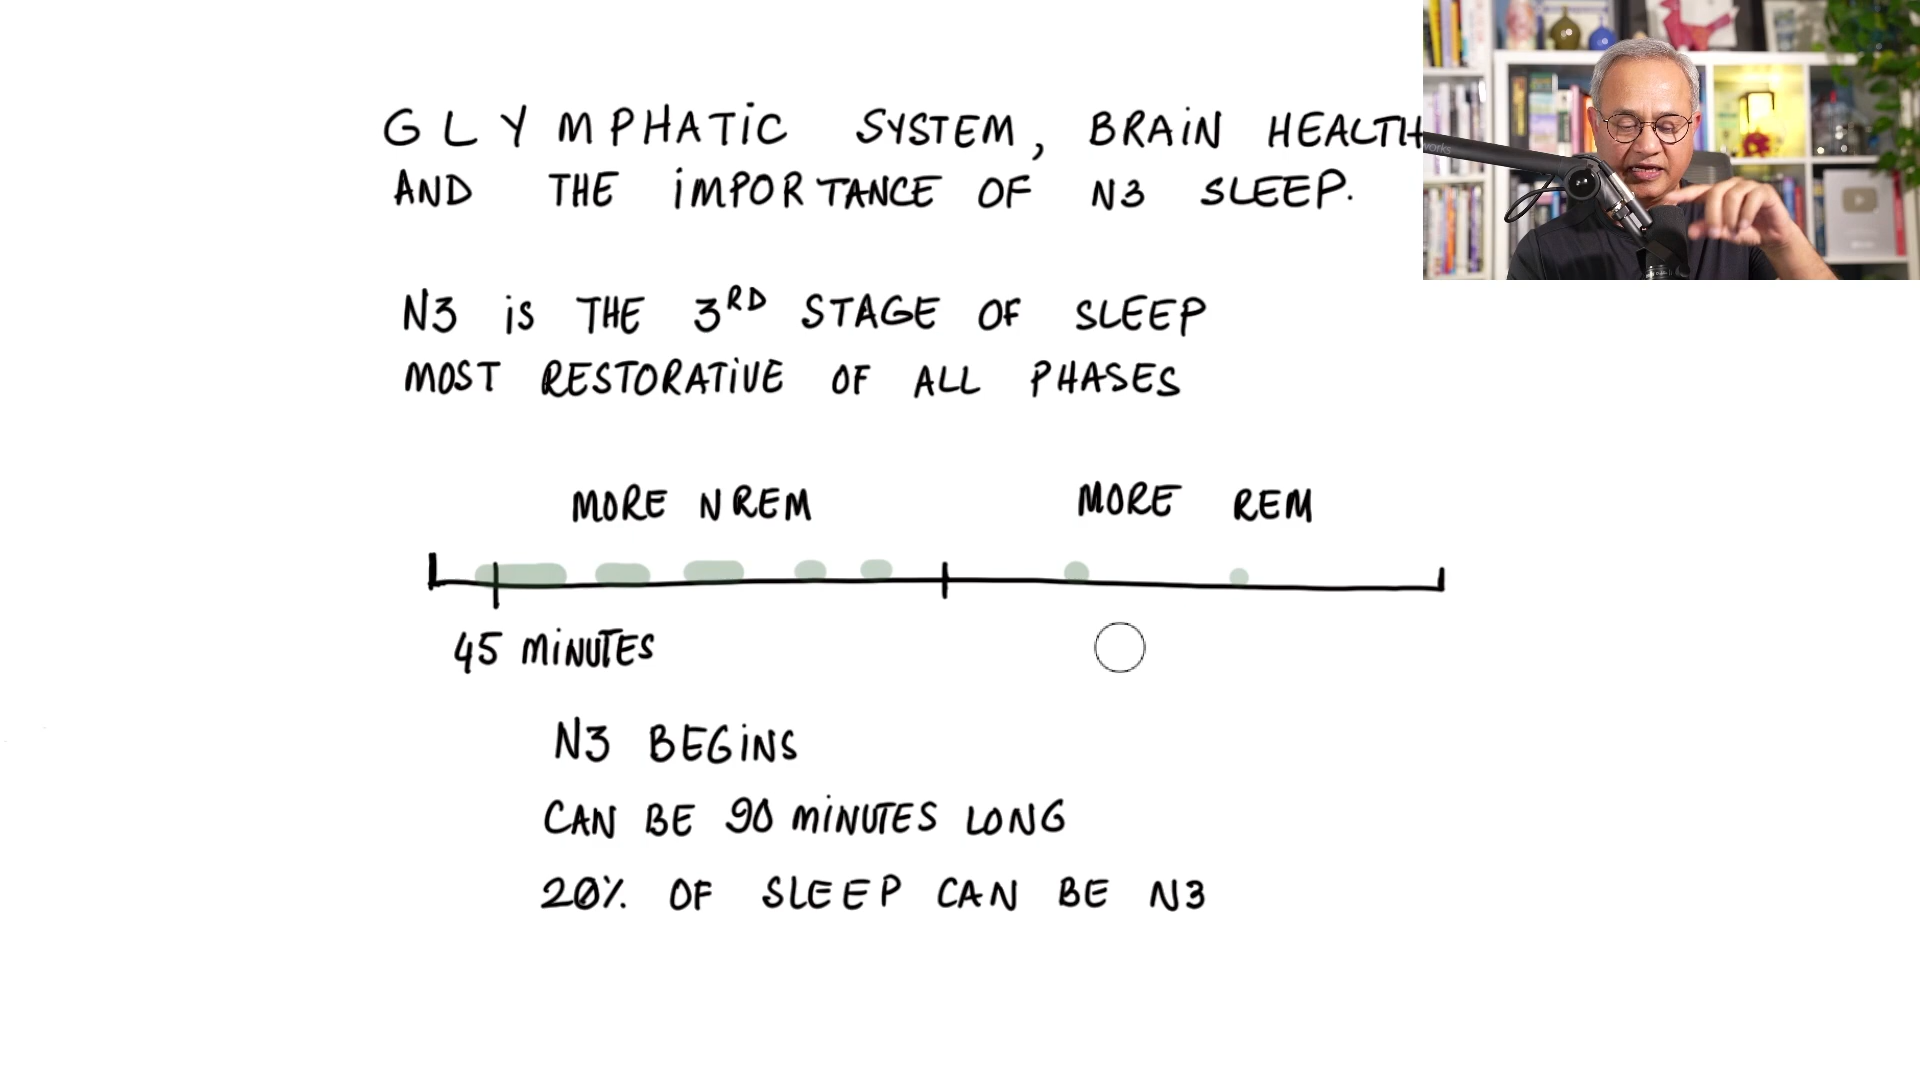 GLYMPHATIC SYSTEM, BRAIN HEALTH
AND THE IMPORTANCE OF N3 SLEEP.
N3 IS THE 3RD STAGE OF SLEEP
MOST RESTORATIVE OF ALL PHASES
MORE NREM MORE REM
45 MINUTES
N3 BEGINS
CAN BE 90 MINUTES LONG
20% OF SLEEP CAN BE N3
works